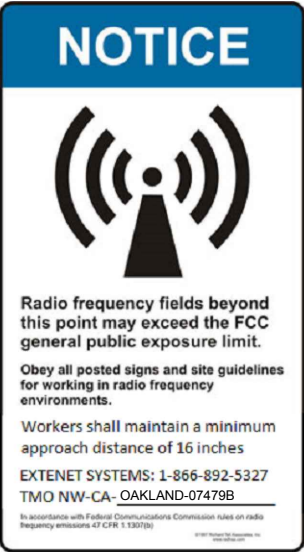 NOTICE
Radio frequency fields beyond
this point may exceed the FCC
general public exposure limit.
Obey all posted signs and site guidelines
for working in radio frequency
environments.
Workers shall maintain a minimum
approach distance of 16 inches
EXTENET SYSTEMS: 1-866-892-5327
TMO NW-CA- OAKLAND-07479B
In accordance with Federal Communications Commission rules on radio
frequency emissions 47 CFR 1.1307(b)